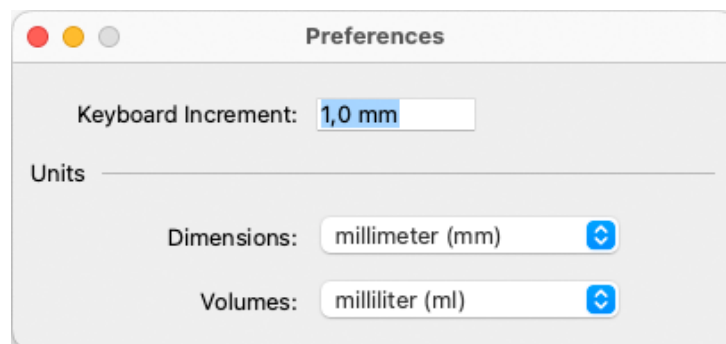 Preferences
Keyboard Increment: 1,0 mm
Units
Dimensions: millimeter (mm)
Volumes: milliliter (ml)